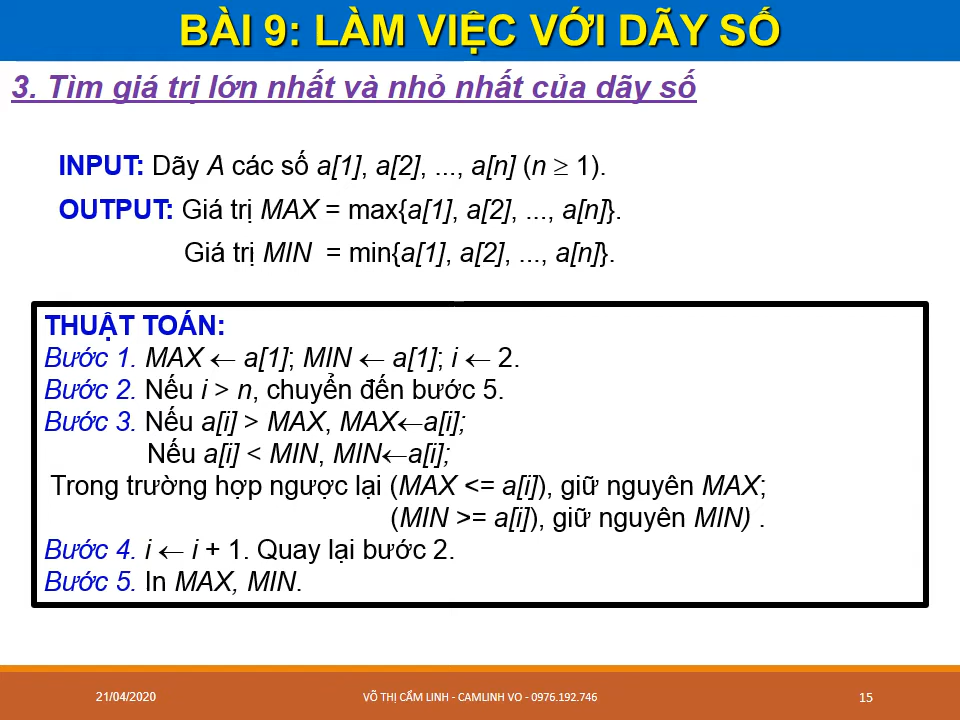 BÀI 9: LÀM VIỆC VỚI DÃY SỐ
3. Tìm giá trị lớn nhất và nhỏ nhất của dãy số
INPUT: Dãy A các số a[1], a[2], ..., a[n] (n ≥ 1).
OUTPUT: Giá trị MAX = max{a[1], a[2], ..., a[n]}.
Giá trị MIN = min{a[1], a[2], ..., a[n]}.
THUẬT TOÁN:
Bước 1. MAX ← a[1]; MIN ← a[1]; i ← 2.
Bước 2. Nếu i > n, chuyển đến bước 5.
Bước 3. Nếu a[i] > MAX, MAX←a[i];
Nếu a[i] < MIN, MIN←a[i];
Trong trường hợp ngược lại (MAX <= a[i]), giữ nguyên MAX;
(MIN >= a[i]), giữ nguyên MIN) .
Bước 4. i ← i + 1. Quay lại bước 2.
Bước 5. In MAX, MIN.
21/04/2020
VÕ THỊ CẨM LINH - CAMLINH VO - 0976.192.746
15